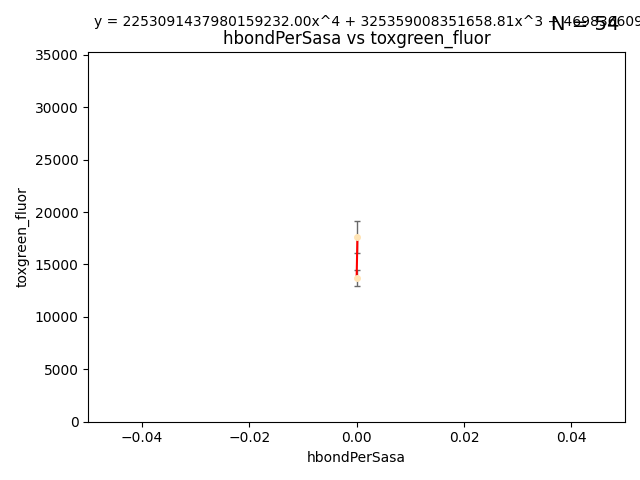 y = 2253091437980159232.00x^4 + 325359008351658.81x^3 +
N = 54
hbondPerSasa vs toxgreen_fluor
35000
30000
25000
20000
15000
10000
5000
0
toxgreen_fluor
−0.04 −0.02 0.00 0.02 0.04
hbondPerSasa